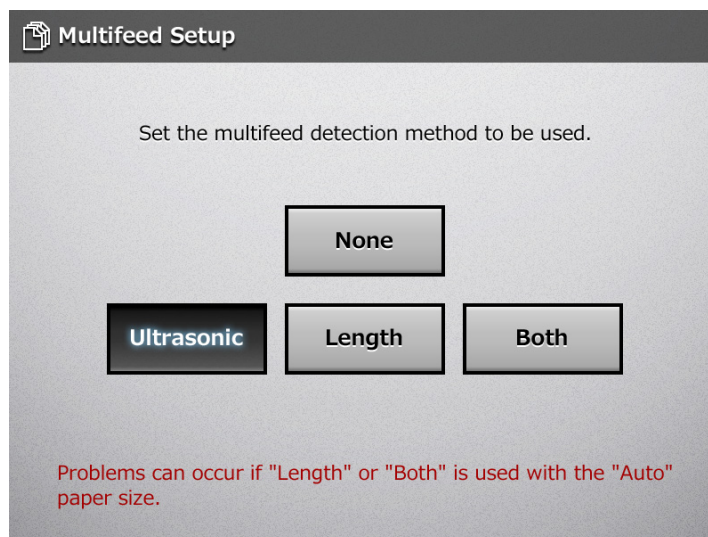 Multifeed Setup
Set the multifeed detection method to be used.
None
Ultrasonic
Length
Both
Problems can occur if "Length" or "Both" is used with the "Auto"
paper size.